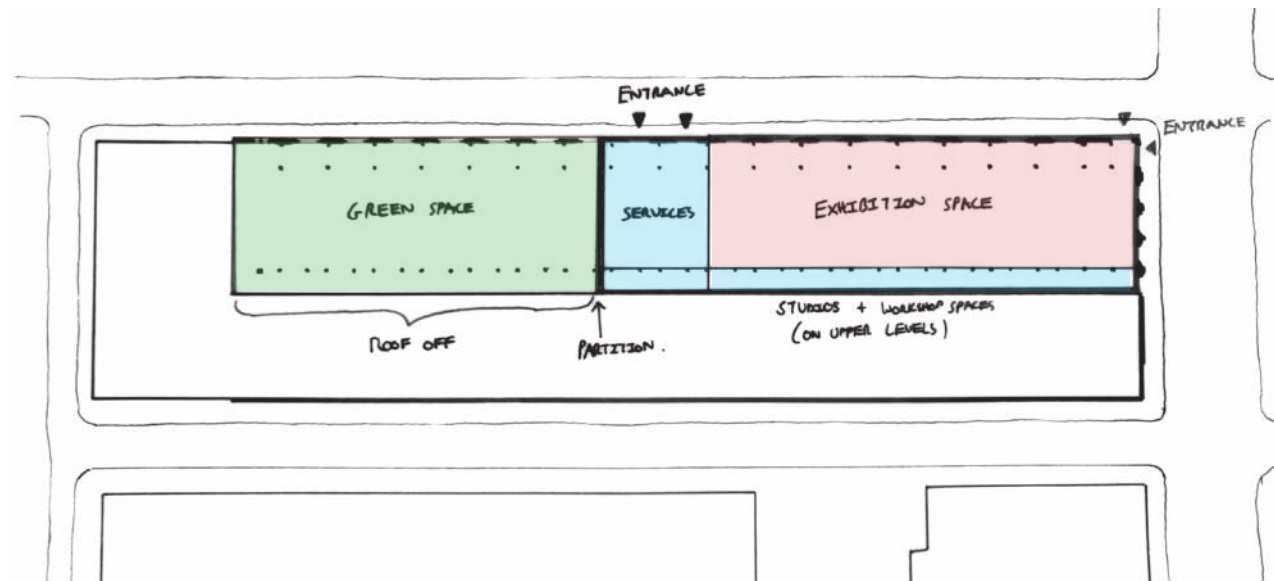 ENTRANCE
ENTRANCE
GREEN SPACE
SERVICES
EXHIBITION SPACE
ROOF OFF
PARTITION.
STUDIOS + WORKSHOP SPACES
(ON UPPER LEVELS)